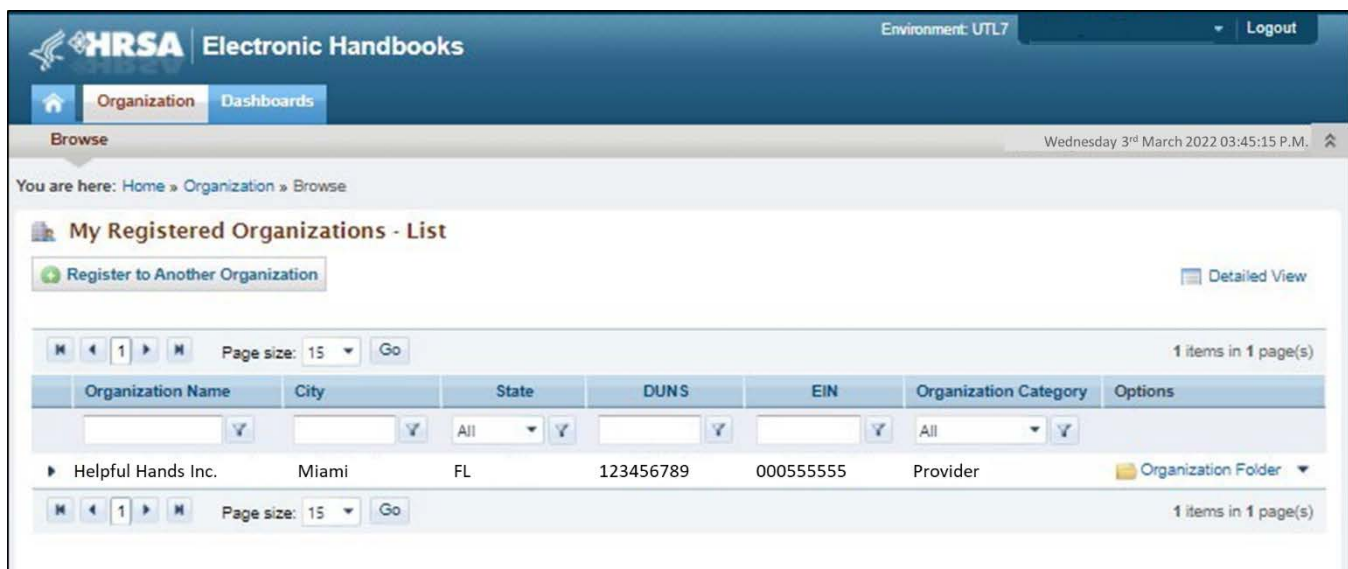 Environment: UTL7
Logout
HRSA Electronic Handbooks
Organization Dashboards
Browse
Wednesday 3rd March 2022 03:45:15 P.M.
You are here: Home » Organization » Browse
My Registered Organizations - List
Register to Another Organization
Detailed View
1 Page size: 15 Go 1 items in 1 page(s)
Organization Name City State DUNS EIN Organization Category Options
All All
Helpful Hands Inc. Miami FL 123456789 000555555 Provider Organization Folder
1 Page size: 15 Go 1 items in 1 page(s)